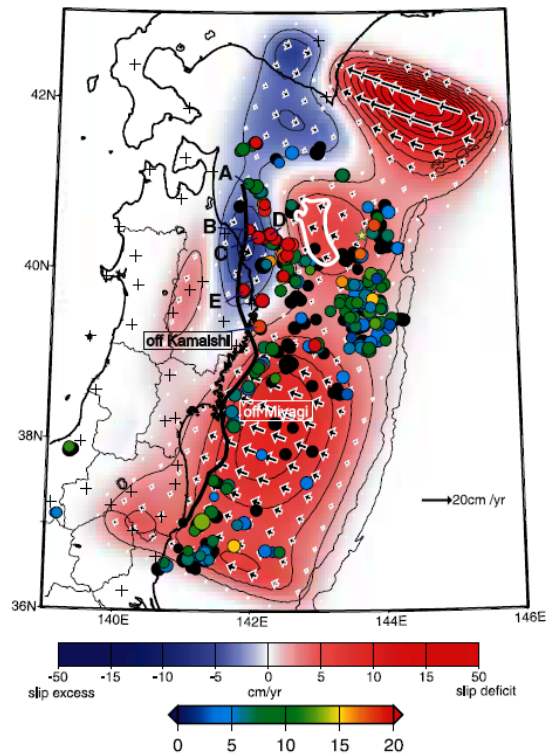 42N
A
B
D
C
40N
E
off Kamaishi
off Miyagi
38N
20cm /yr
36N
140E
142E
144E
146E
-50 -15 -10 -5 0 5 10 15 50
slip excess cm/yr slip deficit
0 5 10 15 20